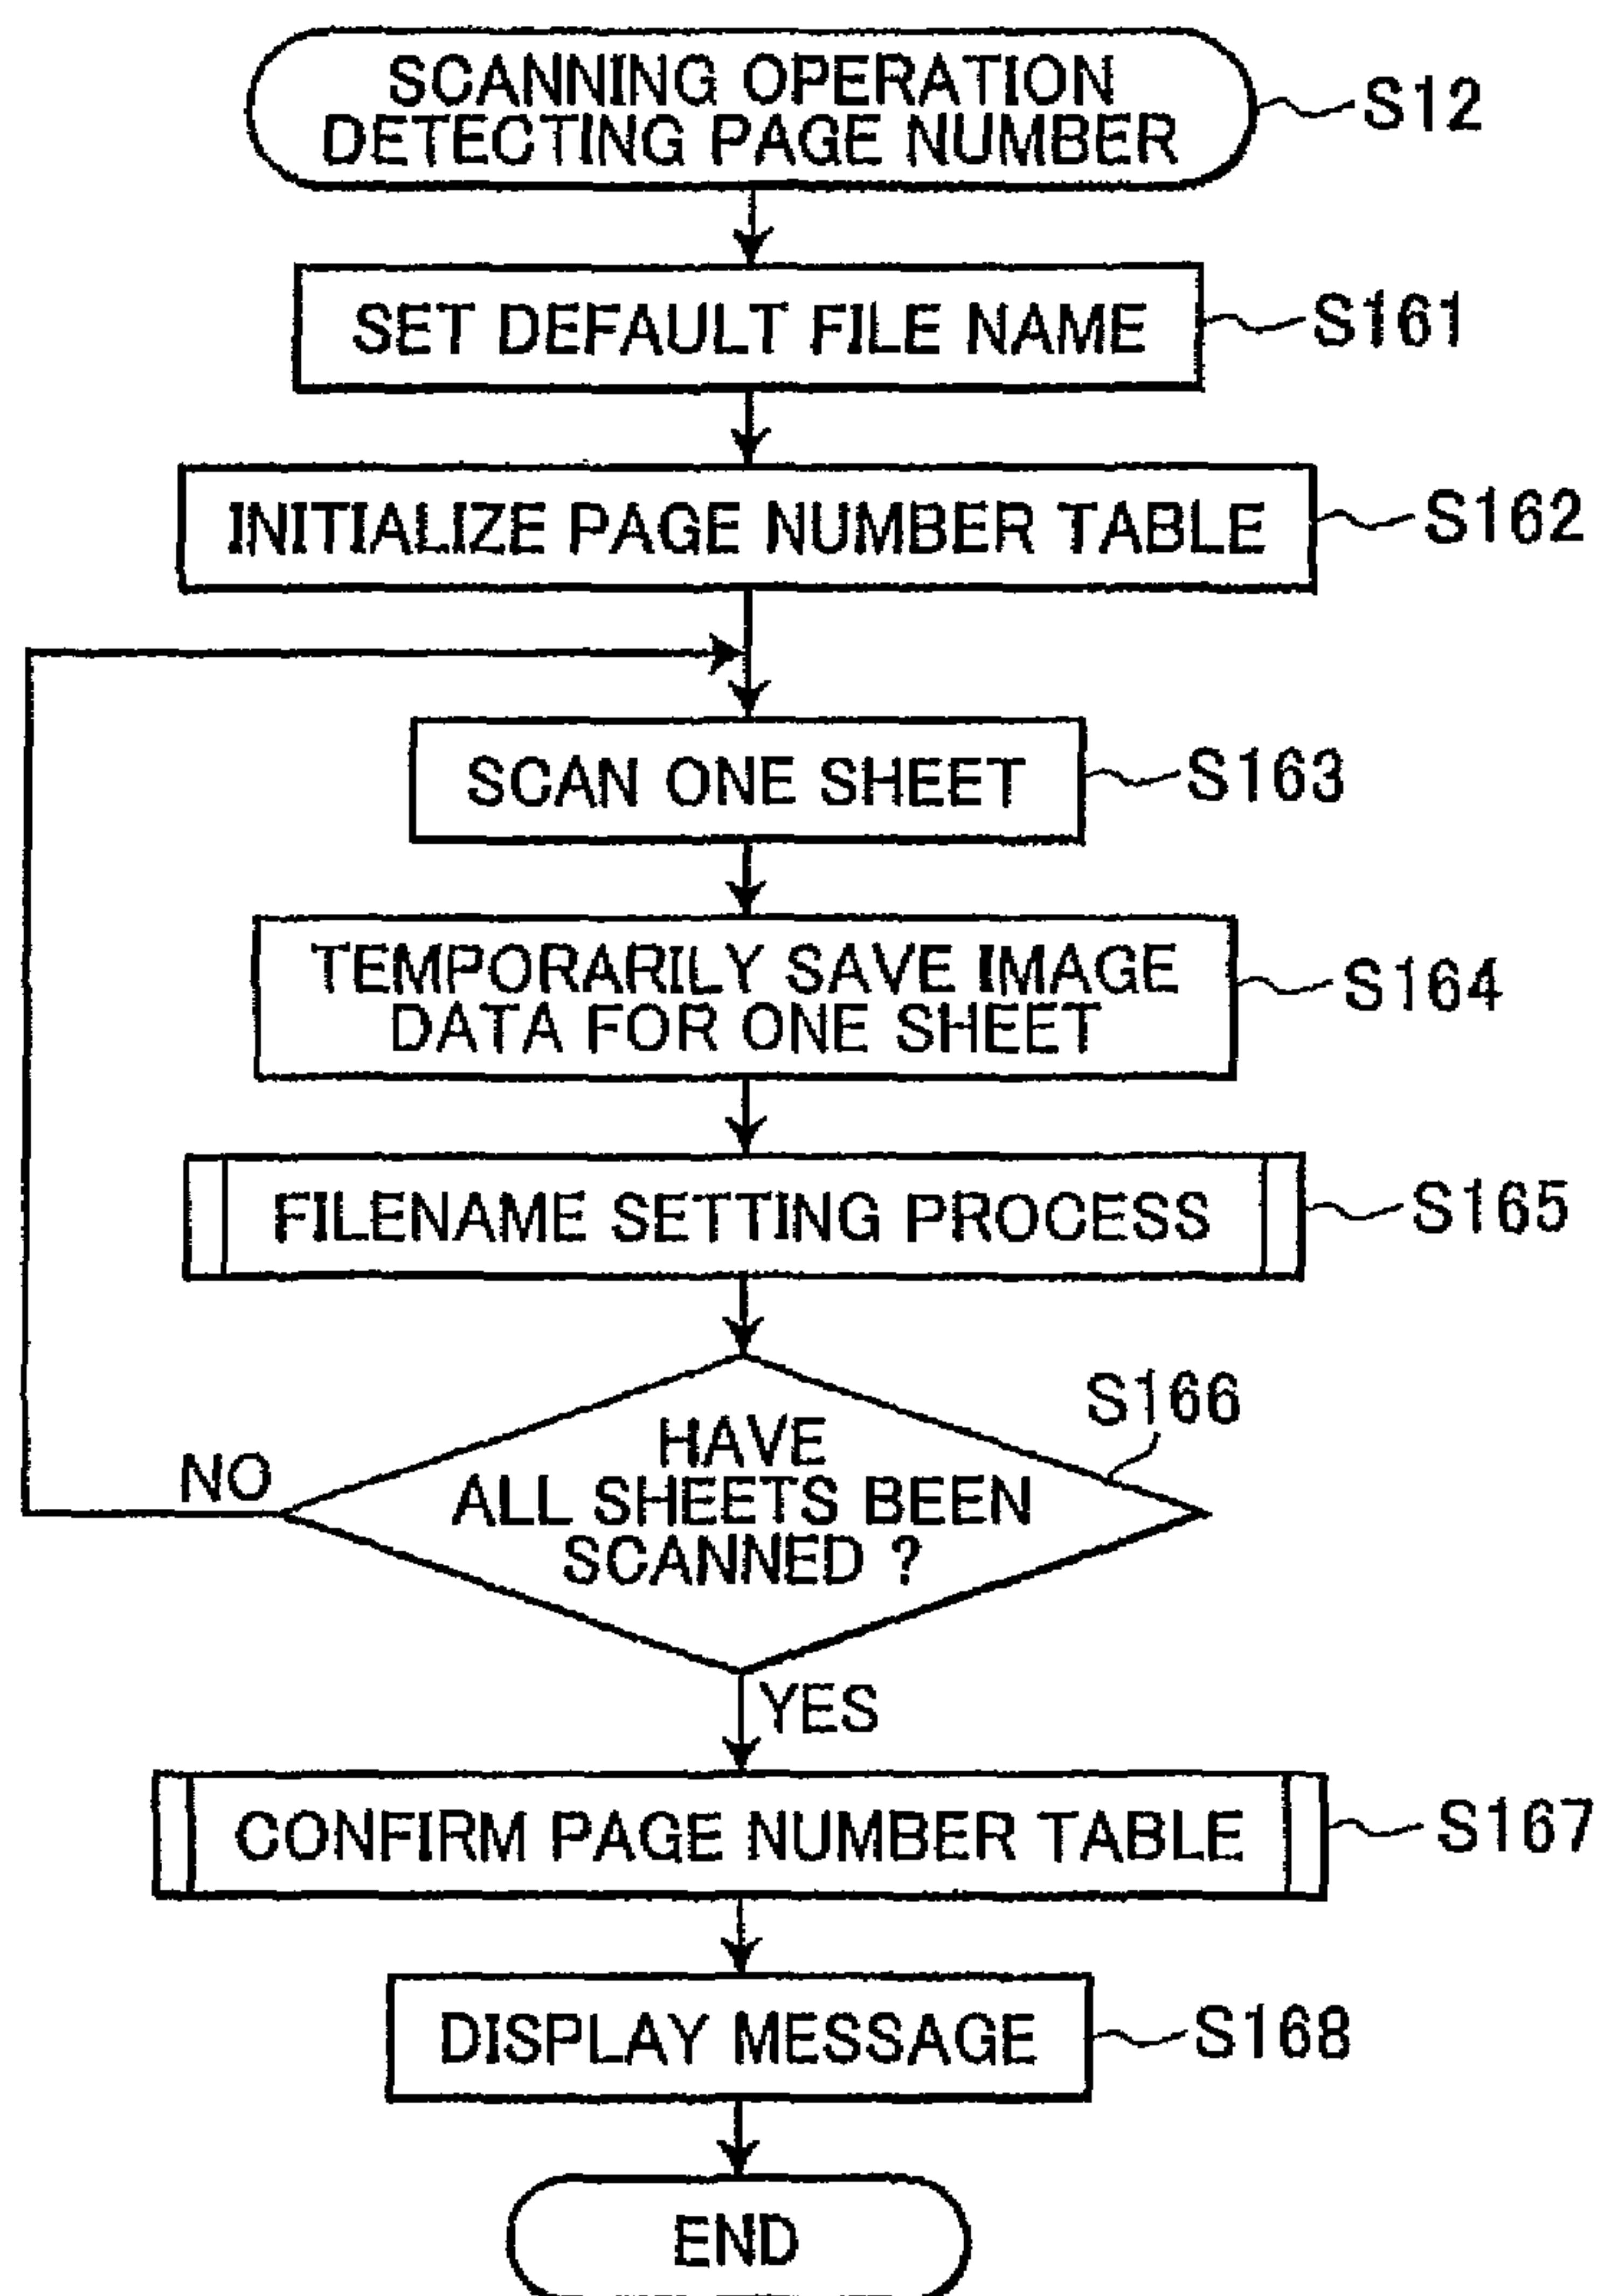 SCANNING OPERATION
DETECTING PAGE NUMBER
S12
SET DEFAULT FILE NAME
S161
INITIALIZE PAGE NUMBER TABLE
S162
SCAN ONE SHEET
S163
TEMPORARILY SAVE IMAGE
DATA FOR ONE SHEET
S164
FILENAME SETTING PROCESS
S165
S166
HAVE
ALL SHEETS BEEN
SCANNED ?
NO
YES
CONFIRM PAGE NUMBER TABLE
S167
DISPLAY MESSAGE
S168
END